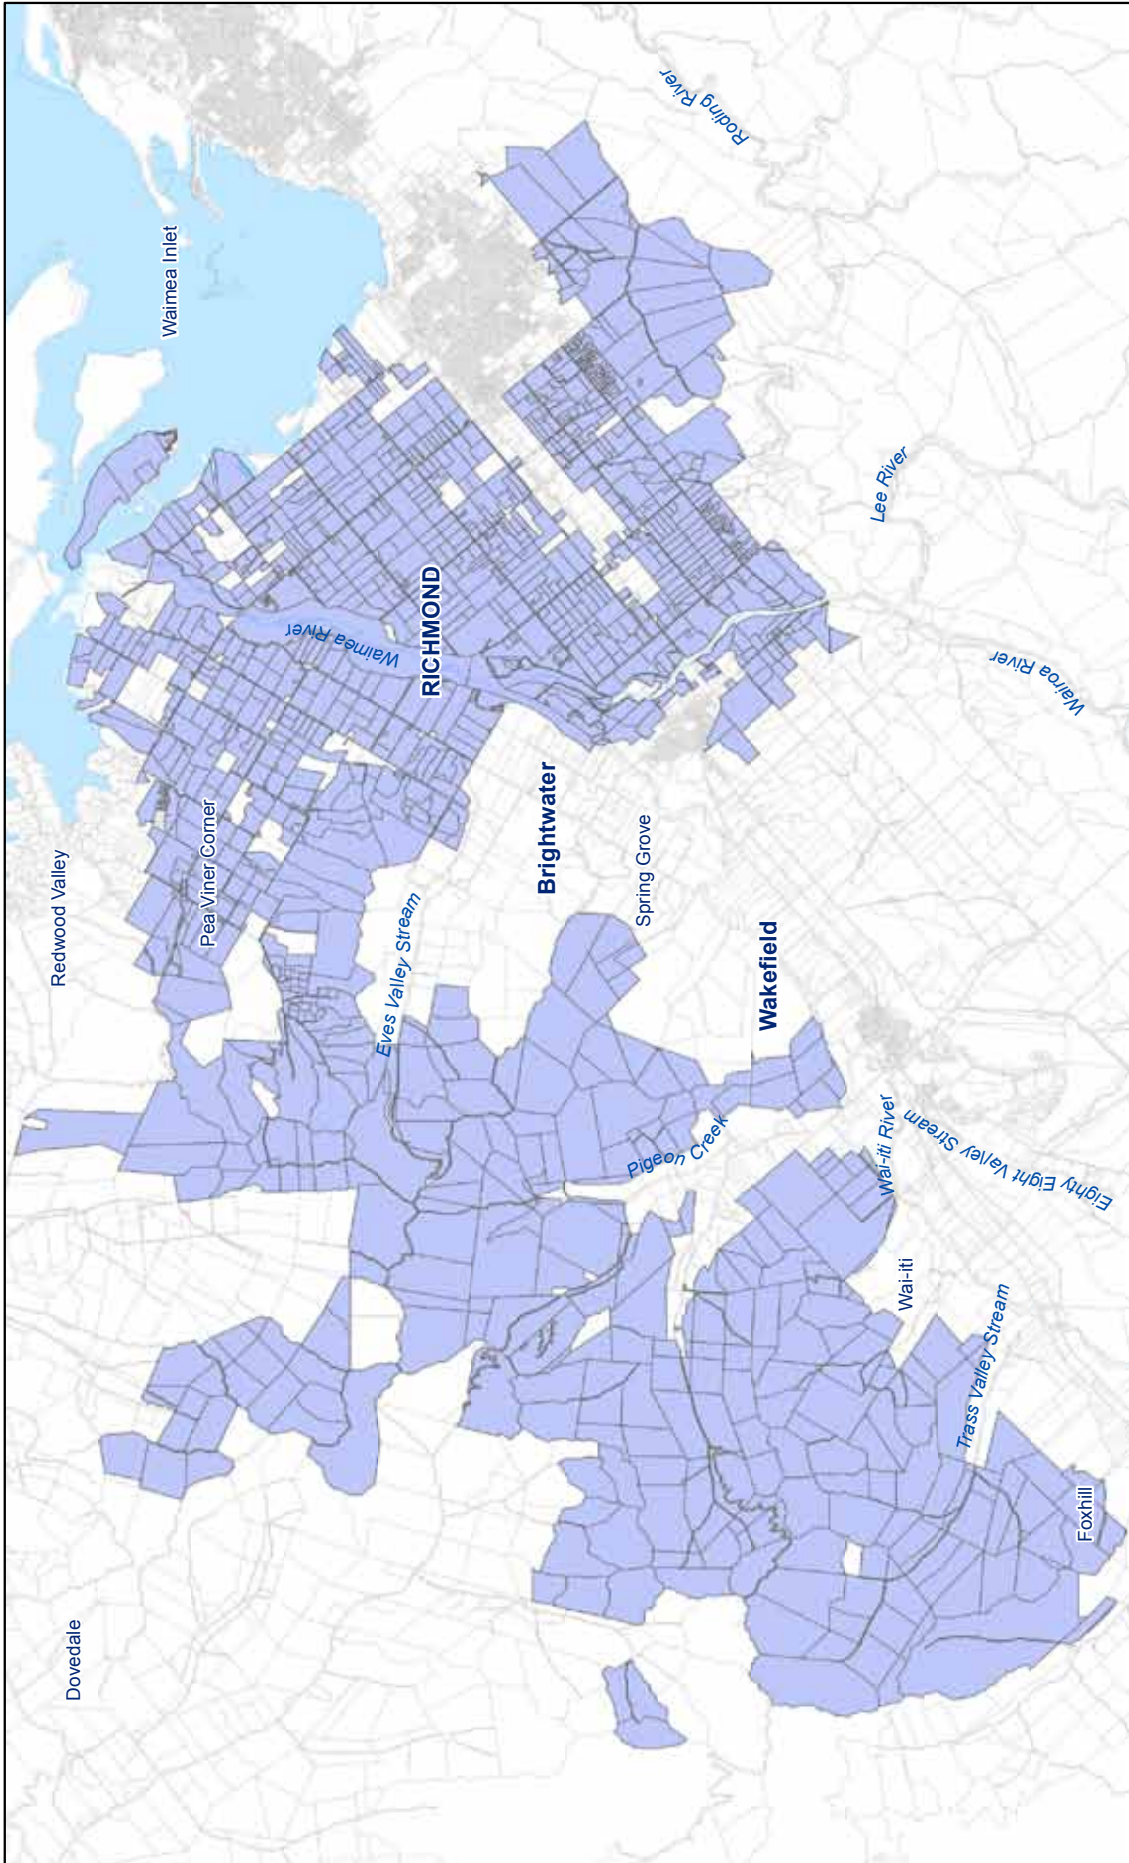 Dovedale
Redwood Valley
Waimea Inlet
Pea Viner Corner
Waimea River
Eves Valley Stream
RICHMOND
Brightwater
Spring Grove
Pigeon Creek
Roding River
Wakefield
Wai-iti River
Lee River
Wai-iti
Trass Valley Stream
Eighty Eight Valley Stream
Wairoa River
Foxhill